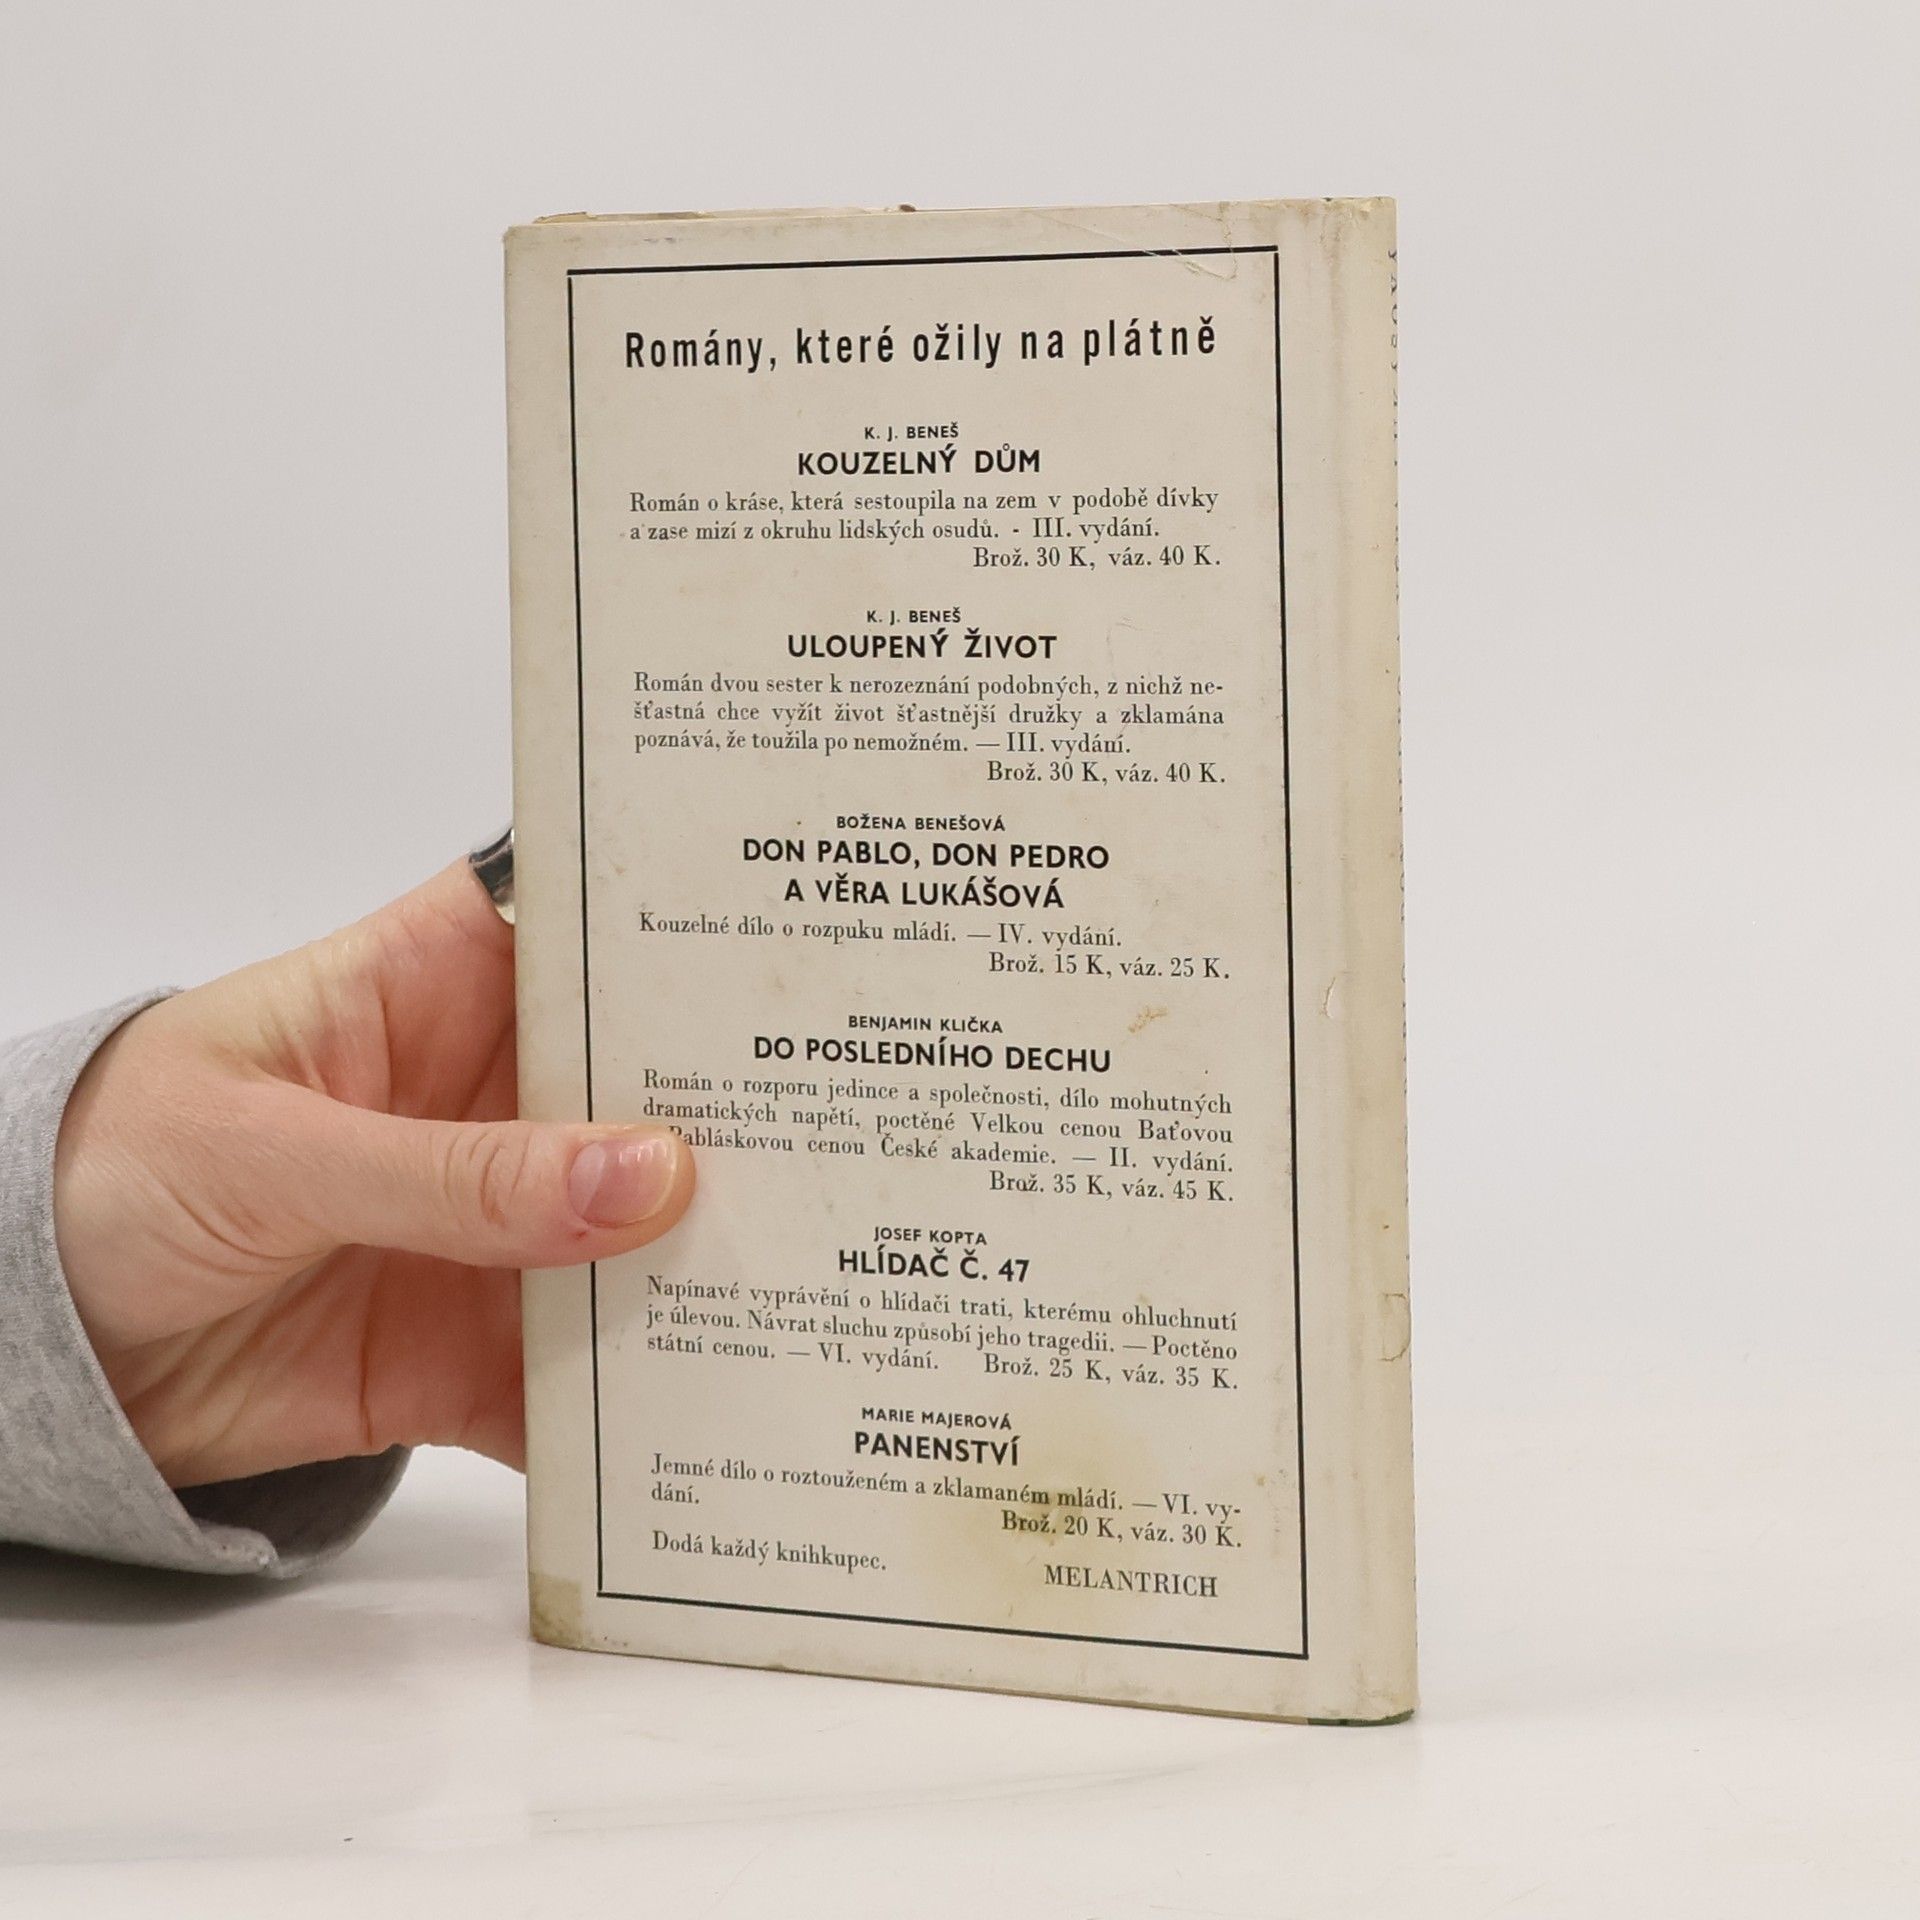 Romány, které ožily na plátně
K. J. BENEŠ
KOUZELNÝ DŮM
Román o kráse, která sestoupila na zem v podobě dívky
a zase mizí z okruhu lidských osudů. - III. vydání.
Brož. 30 K, váz. 40 K.
K. J. BENEŠ
ULOUPENÝ ŽIVOT
Román dvou sester k nerozeznání podobných, z nichž ne-
šťastná chce vyžít život šťastnější družky a zklamána
poznává, že toužila po nemožném. — III. vydání.
Brož. 30 K, váz. 40 K.
BOŽENA BENEŠOVÁ
DON PABLO, DON PEDRO
A VĚRA LUKÁŠOVÁ
Kouzelné dílo o rozpuku mládí. — IV. vydání.
Brož. 15 K, váz. 25 K.
BENJAMIN KLIČKA
DO POSLEDNÍHO DECHU
Román o rozporu jedince a společnosti, dílo mohutných
dramatických napětí, poctěné Velkou cenou Baťovou
cenou České akademie. — II. vydání.
Brož. 35 K, váz. 45 K.
JOSEF KOPTA
HLÍDAČ Č. 47
Napínavé vyprávění o hlídači trati, kterému ohluchnutí
je úlevou. Návrat sluchu způsobí jeho tragedii. — Poctěno
státní cenou. — VI. vydání. Brož. 25 K, váz. 35 K.
MARIE MAJEROVÁ
PANENSTVÍ
Jemné dílo o roztouženém a zklamaném mládí. — VI. vy-
dání.
Brož. 20 K, váz. 30 K.
Dodá každý knihkupec.
MELANTRICH